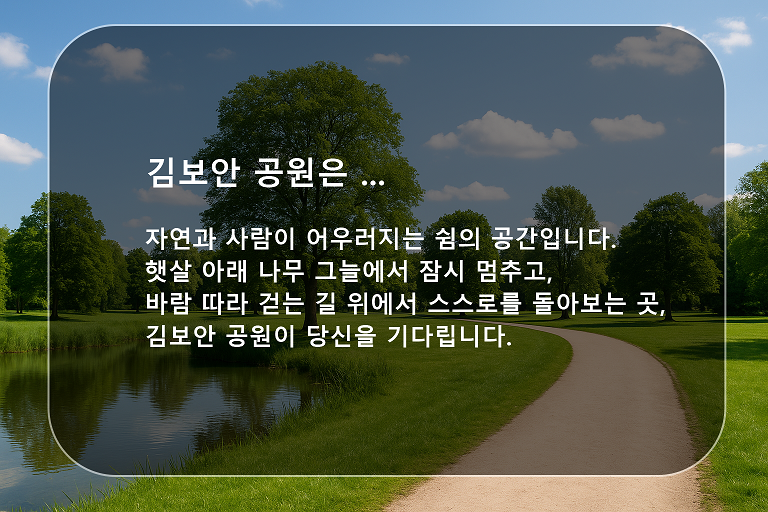 김보안 공원은 ...
자연과 사람이 어우러지는 쉼의 공간입니다.
햇살 아래 나무 그늘에서 잠시 멈추고,
바람 따라 걷는 길 위에서 스스로를 돌아보는 곳,
김보안 공원이 당신을 기다립니다.